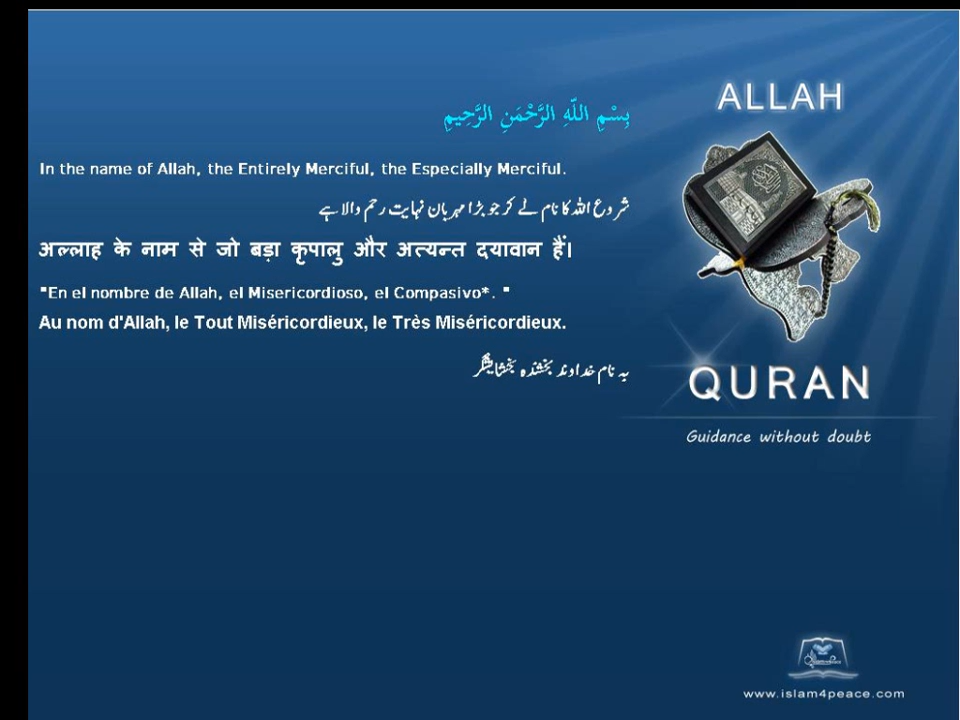 بِسْمِ اللَّهِ الرَّحْمَنِ الرَّحِيمِ
In the name of Allah, the Entirely Merciful, the Especially Merciful.
شروع اللہ کا نام لے کر جو بڑا مہربان نہایت رحم والا ہے
अल्लाह के नाम से जो बड़ा कृपालु और अत्यन्त दयावान हैं।
"En el nombre de Allah, el Misericordioso, el Compasivo*. "
Au nom d'Allah, le Tout Miséricordieux, le Très Miséricordieux.
به نام خداوند بخشنده بخشایشگر
ALLAH
QURAN
Guidance without doubt
www.islam4peace.com